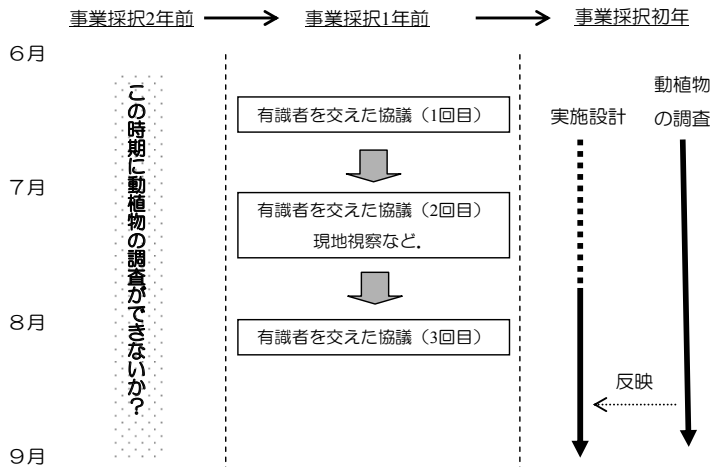 事業採択2年前
事業採択1年前
事業採択初年
6月
7月
8月
9月
この時期に動植物の調査ができないか?
有識者を交えた協議(1回目)
有識者を交えた協議(2回目)
現地視察など.
有識者を交えた協議(3回目)
実施設計
動植物
の調査
反映